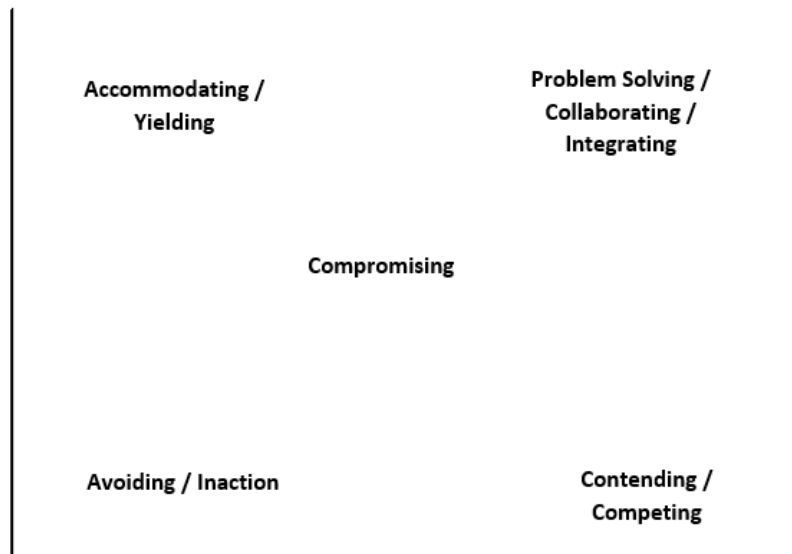 Accommodating /
Yielding
Problem Solving /
Collaborating /
Integrating
Compromising
Avoiding / Inaction
Contending /
Competing